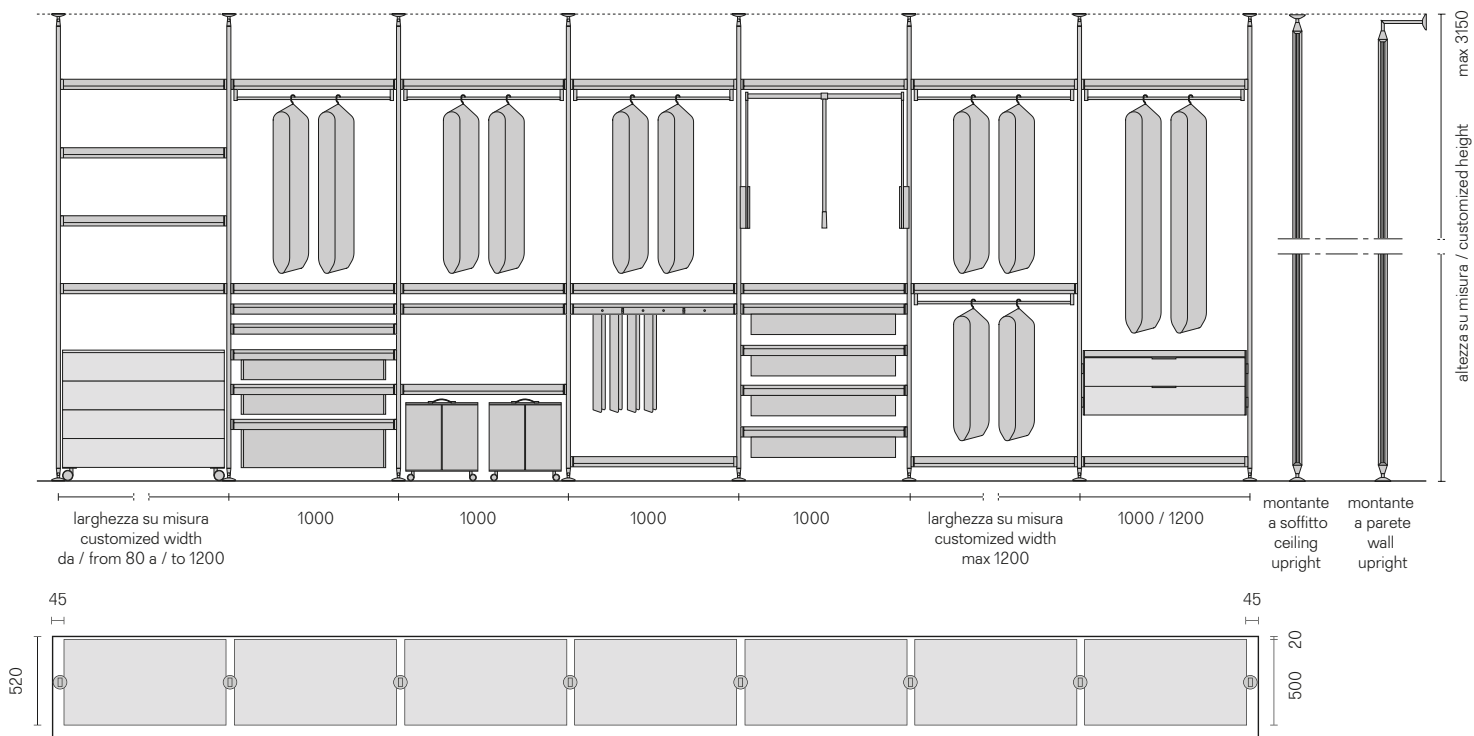 max 3150
altezza su misura / customized height
larghezza su misura
customized width
da / from 80 a / to 1200
1000
1000
1000
1000
larghezza su misura
customized width
max 1200
1000 / 1200
montante
a soffitto
ceiling
upright
montante
a parete
wall
upright
45
45
520
20
500